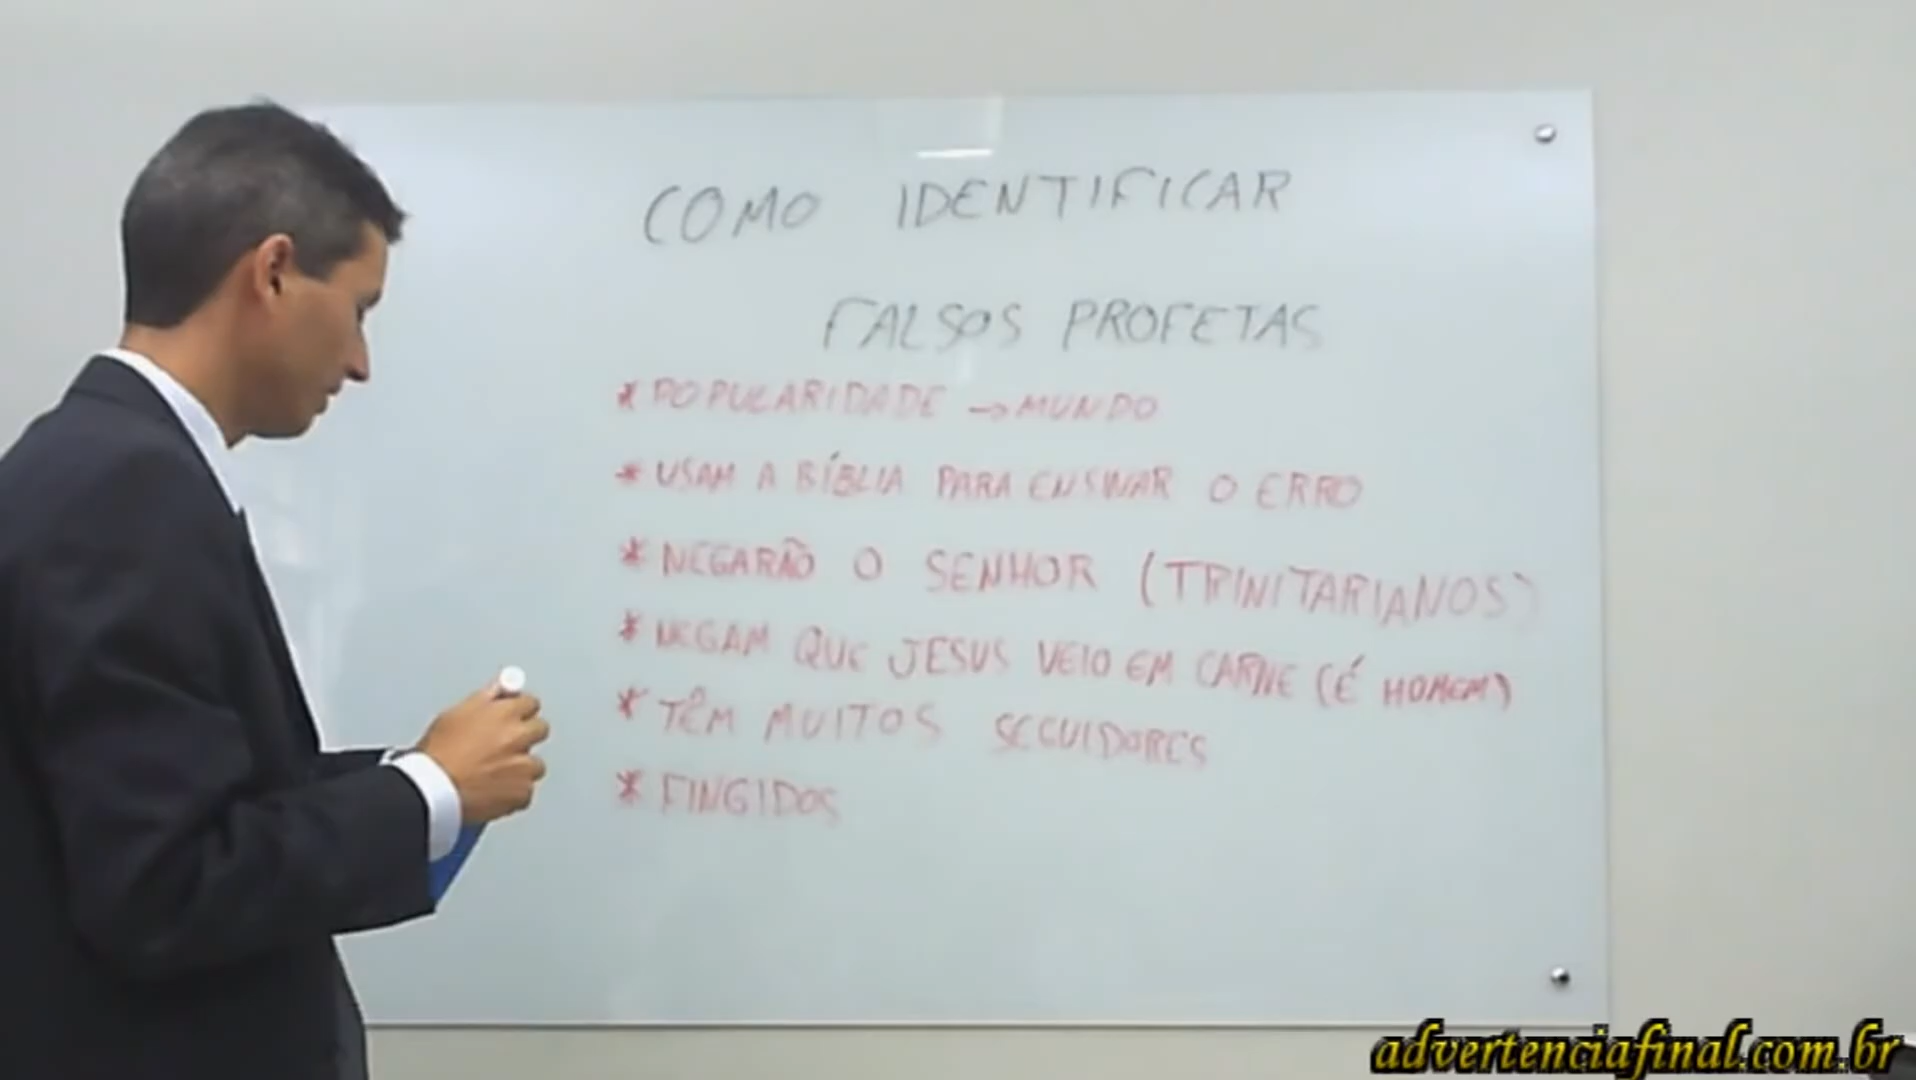 COMO IDENTIFICAR
FALSOS PROFETAS
* POPULARIDADE → MUNDO
* USAM A BÍBLIA PARA ENSINAR O ERRO
* NEGARÃO O SENHOR (TRINITARIANOS)
* NEGAM QUE JESUS VEIO EM CARNE (É HOMEM)
* TÊM MUITOS SEGUIDORES
* FINGIDOS
advertenciafinal.com.br